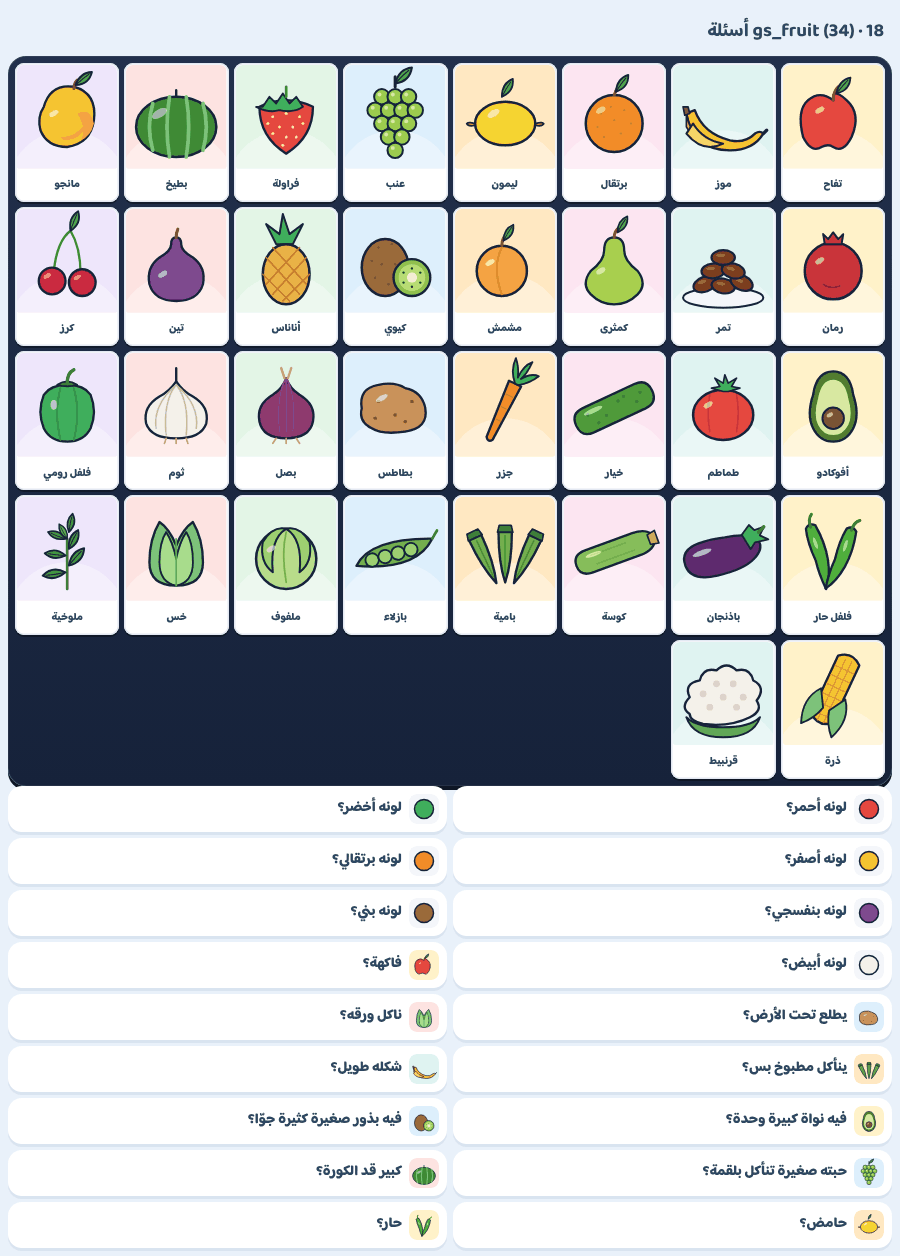 gs_fruit (34) · 18 أسئلة
تفاح
موز
برتقال
ليمون
عنب
فراولة
بطيخ
مانجو
رمان
تمر
كمثرى
مشمش
كيوي
أناناس
تين
كرز
أفوكادو
طماطم
خيار
جزر
بطاطس
بصل
ثوم
فلفل رومي
فلفل حار
باذنجان
كوسة
بامية
بازلاء
ملفوف
خس
ملوخية
ذرة
قرنبيط
لونه أحمر؟
لونه أخضر؟
لونه أصفر؟
لونه برتقالي؟
لونه بنفسجي؟
لونه بني؟
لونه أبيض؟
فاكهة؟
يطلع تحت الأرض؟
ناكل ورقه؟
ينأكل مطبوخ بس؟
شكله طويل؟
فيه نواة كبيرة وحدة؟
فيه بذور صغيرة كثيرة جوّا؟
حبته صغيرة تنأكل بلقمة؟
كبير قد الكورة؟
حامض؟
حار؟